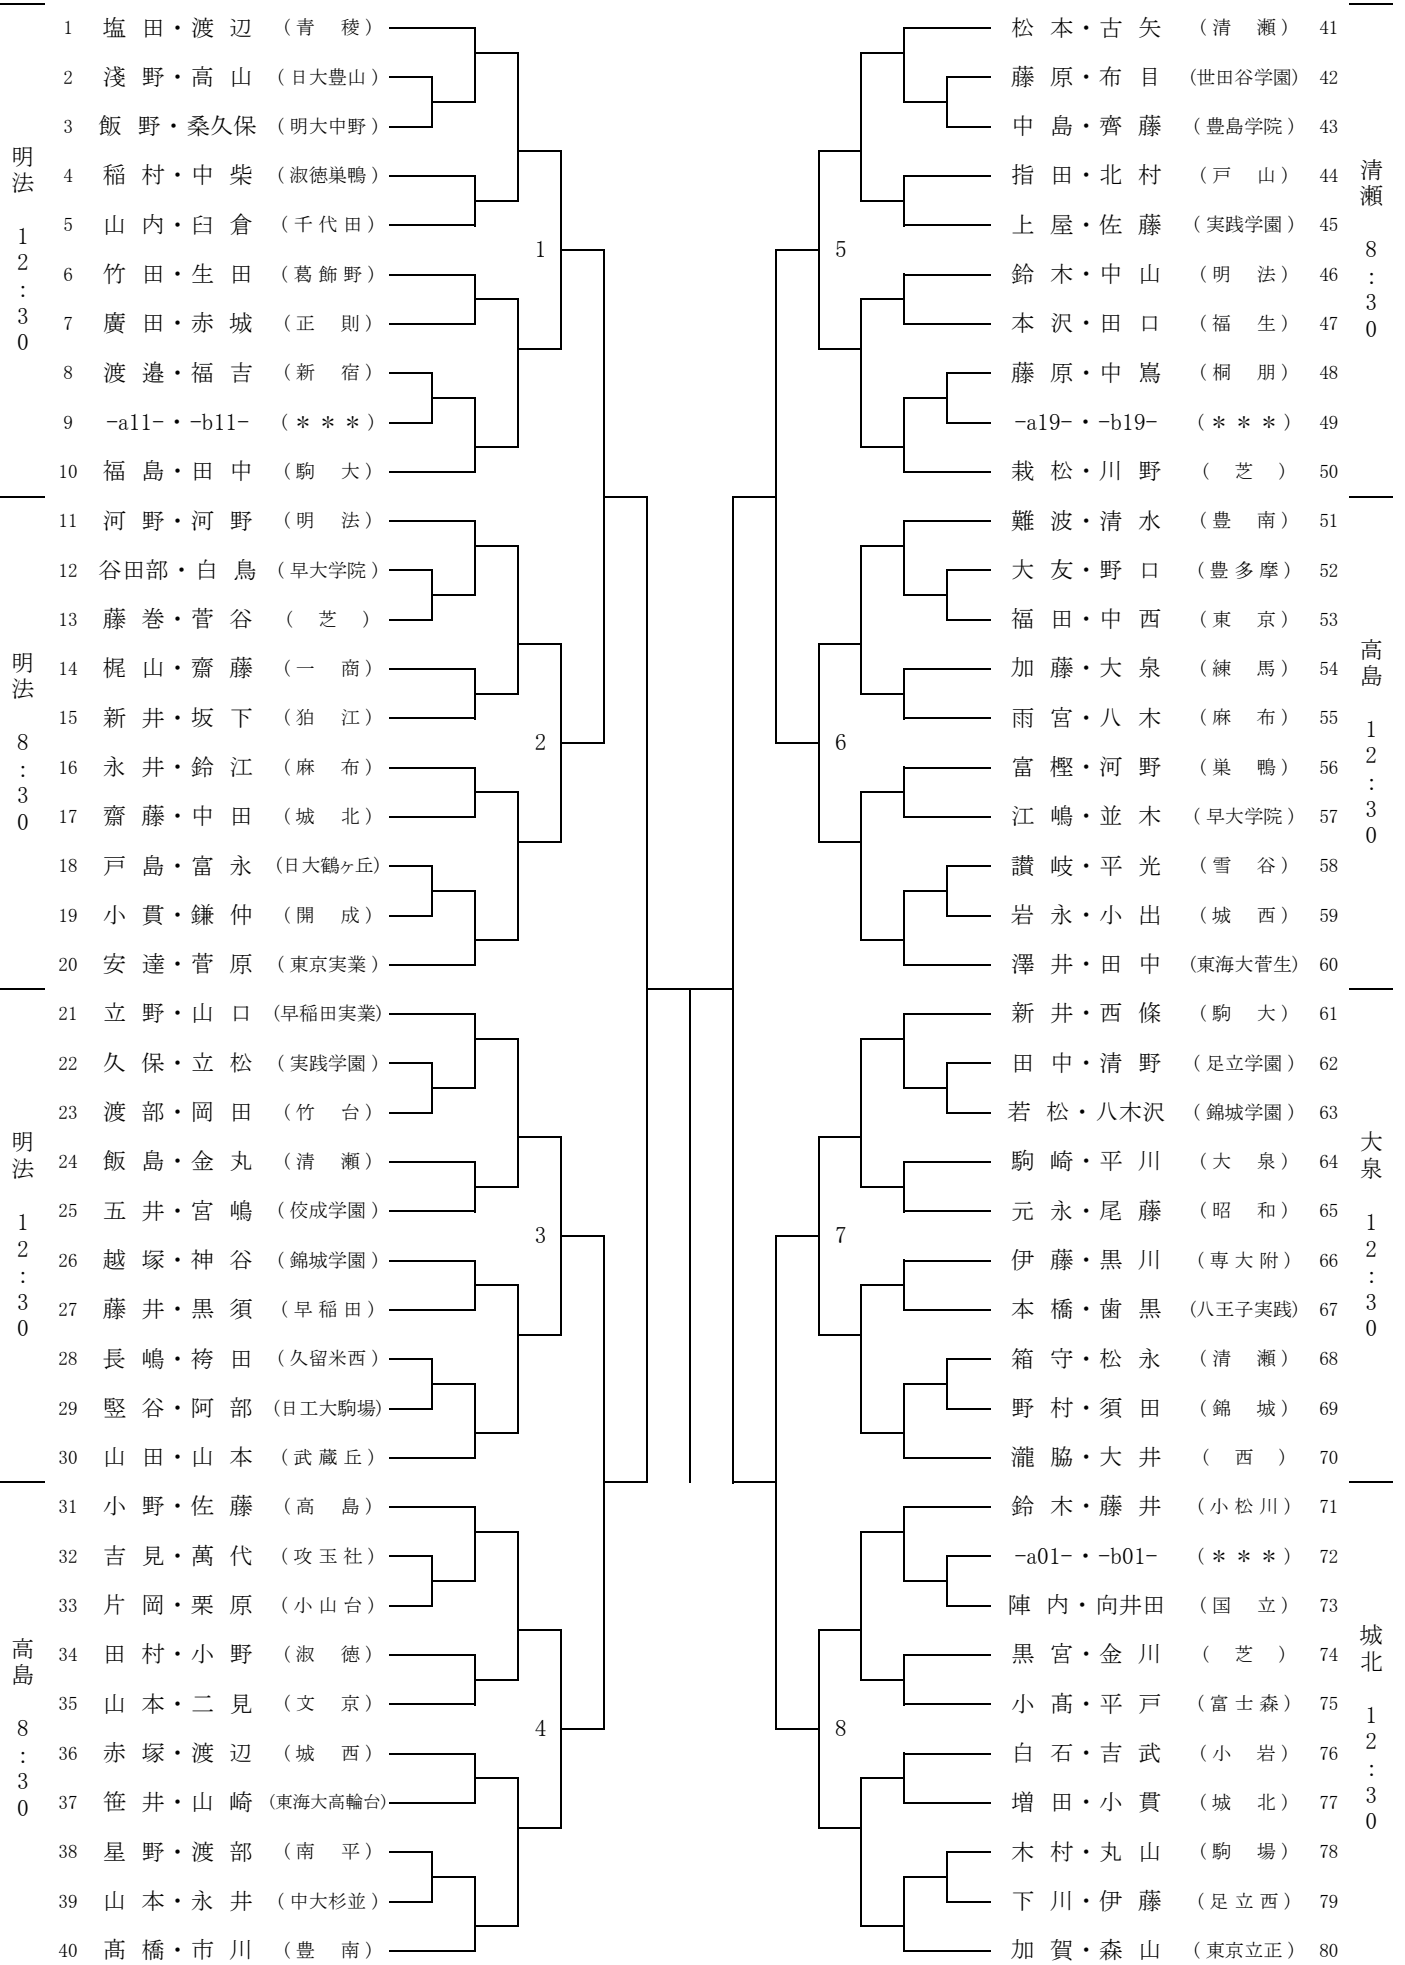 明法 12:30
1 塩田・渡辺 (青稜)
2 淺野・高山 (日大豊山)
3 飯野・桑久保 (明大中野)
4 稲村・中柴 (淑徳巣鴨)
5 山内・臼倉 (千代田)
6 竹田・生田 (葛飾野)
7 廣田・赤城 (正則)
8 渡邉・福吉 (新宿)
9 -a11-・-b11- (***)
10 福島・田中 (駒大)
1
明法 8:30
11 河野・河野 (明法)
12 谷田部・白鳥 (早大学院)
13 藤巻・菅谷 (芝)
14 梶山・齋藤 (一商)
15 新井・坂下 (狛江)
16 永井・鈴江 (麻布)
17 齋藤・中田 (城北)
18 戸島・富永 (日大鶴ヶ丘)
19 小貫・鎌仲 (開成)
20 安達・菅原 (東京実業)
2
明法 12:30
21 立野・山口 (早稲田実業)
22 久保・立松 (実践学園)
23 渡部・岡田 (竹台)
24 飯島・金丸 (清瀬)
25 五井・宮嶋 (佼成学園)
26 越塚・神谷 (錦城学園)
27 藤井・黒須 (早稲田)
28 長嶋・袴田 (久留米西)
29 堅谷・阿部 (日工大駒場)
30 山田・山本 (武蔵丘)
3
高島 8:30
31 小野・佐藤 (高島)
32 吉見・萬代 (攻玉社)
33 片岡・栗原 (小山台)
34 田村・小野 (淑徳)
35 山本・二見 (文京)
36 赤塚・渡辺 (城西)
37 笹井・山崎 (東海大高輪台)
38 星野・渡部 (南平)
39 山本・永井 (中大杉並)
40 髙橋・市川 (豊南)
4
清瀬 8:30
松本・古矢 (清瀬) 41
藤原・布目 (世田谷学園) 42
中島・齊藤 (豊島学院) 43
指田・北村 (戸山) 44
上屋・佐藤 (実践学園) 45
鈴木・中山 (明法) 46
本沢・田口 (福生) 47
藤原・中嶌 (桐朋) 48
-a19-・-b19- (***) 49
栽松・川野 (芝) 50
5
高島 12:30
難波・清水 (豊南) 51
大友・野口 (豊多摩) 52
福田・中西 (東京) 53
加藤・大泉 (練馬) 54
雨宮・八木 (麻布) 55
富樫・河野 (巣鴨) 56
江嶋・並木 (早大学院) 57
讃岐・平光 (雪谷) 58
岩永・小出 (城西) 59
澤井・田中 (東海大菅生) 60
6
大泉 12:30
新井・西條 (駒大) 61
田中・清野 (足立学園) 62
若松・八木沢 (錦城学園) 63
駒崎・平川 (大泉) 64
元永・尾藤 (昭和) 65
伊藤・黒川 (専大附) 66
本橋・歯黒 (八王子実践) 67
箱守・松永 (清瀬) 68
野村・須田 (錦城) 69
瀧脇・大井 (西) 70
7
城北 12:30
鈴木・藤井 (小松川) 71
-a01-・-b01- (***) 72
陣内・向井田 (国立) 73
黒宮・金川 (芝) 74
小髙・平戸 (富士森) 75
白石・吉武 (小岩) 76
増田・小貫 (城北) 77
木村・丸山 (駒場) 78
下川・伊藤 (足立西) 79
加賀・森山 (東京立正) 80
8